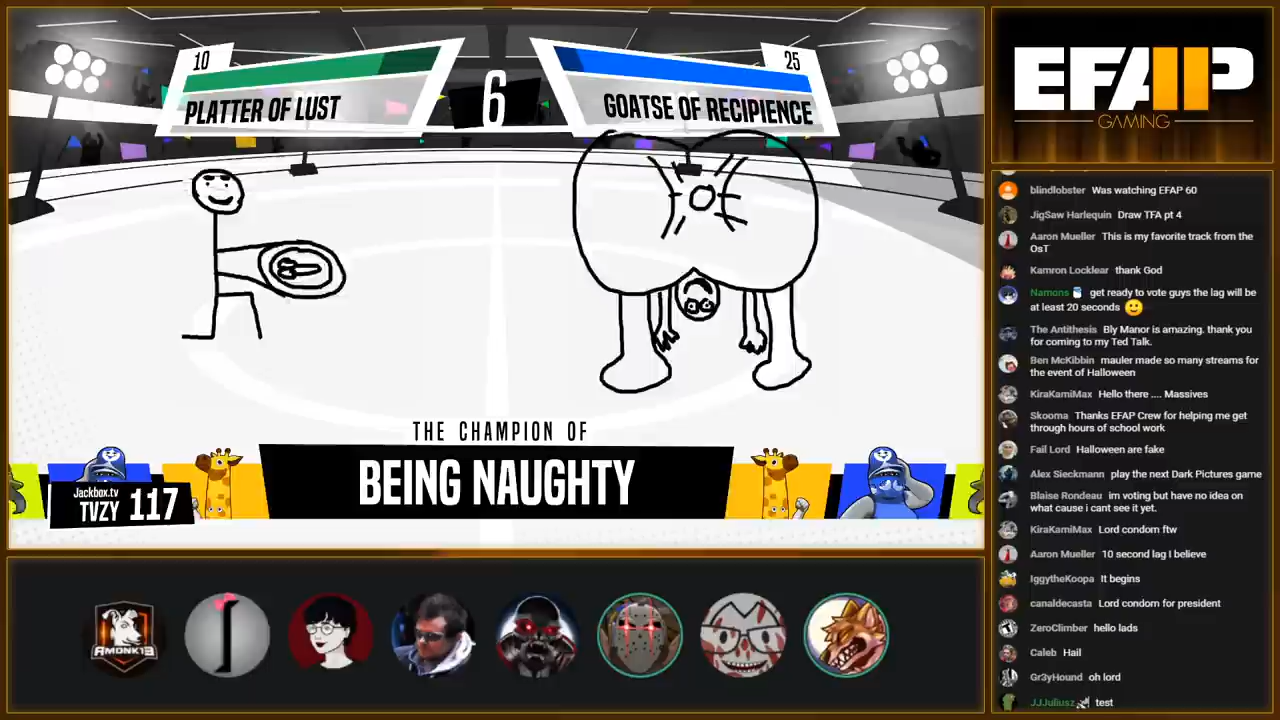 10
PLATTER OF LUST
6
25
GOATSE OF RECIPIENCE
THE CHAMPION OF
BEING NAUGHTY
Jackbox.tv
TVZY
117
AMONK13
EFAP
GAMING
blindlobster Was watching EFAP 60
JigSaw Harlequin Draw TFA pt 4
Aaron Mueller This is my favorite track from the
OsT
Kamron Locklear thank God
Namons get ready to vote guys the lag will be
at least 20 seconds
The Antithesis Bly Manor is amazing. thank you
for coming to my Ted Talk.
Ben McKibbin mauler made so many streams for
the event of Halloween
KiraKamiMax Hello there .... Massives
Skooma Thanks EFAP Crew for helping me get
through hours of school work
Fail Lord Halloween are fake
Alex Sieckmann play the next Dark Pictures game
Blaise Rondeau im voting but have no idea on
what cause i cant see it yet.
KiraKamiMax Lord condom ftw
Aaron Mueller 10 second lag I believe
IggytheKoopa It begins
canaldecasta Lord condom for president
ZeroClimber hello lads
Caleb Hail
Gr3yHound oh lord
JJJuliusz test